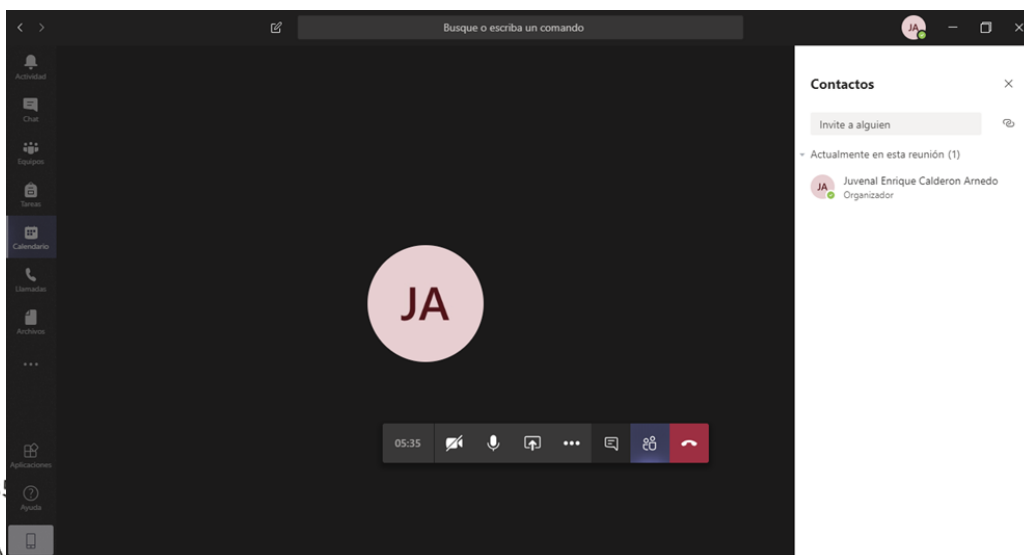 Busque o escriba un comando
JA
Actividad
Chat
Equipos
Tareas
Calendario
Llamadas
Archivos
Aplicaciones
Ayuda
JA
05:35
Contactos
Invite a alguien
Actualmente en esta reunión (1)
JA
Juvenal Enrique Calderon Arnedo
Organizador